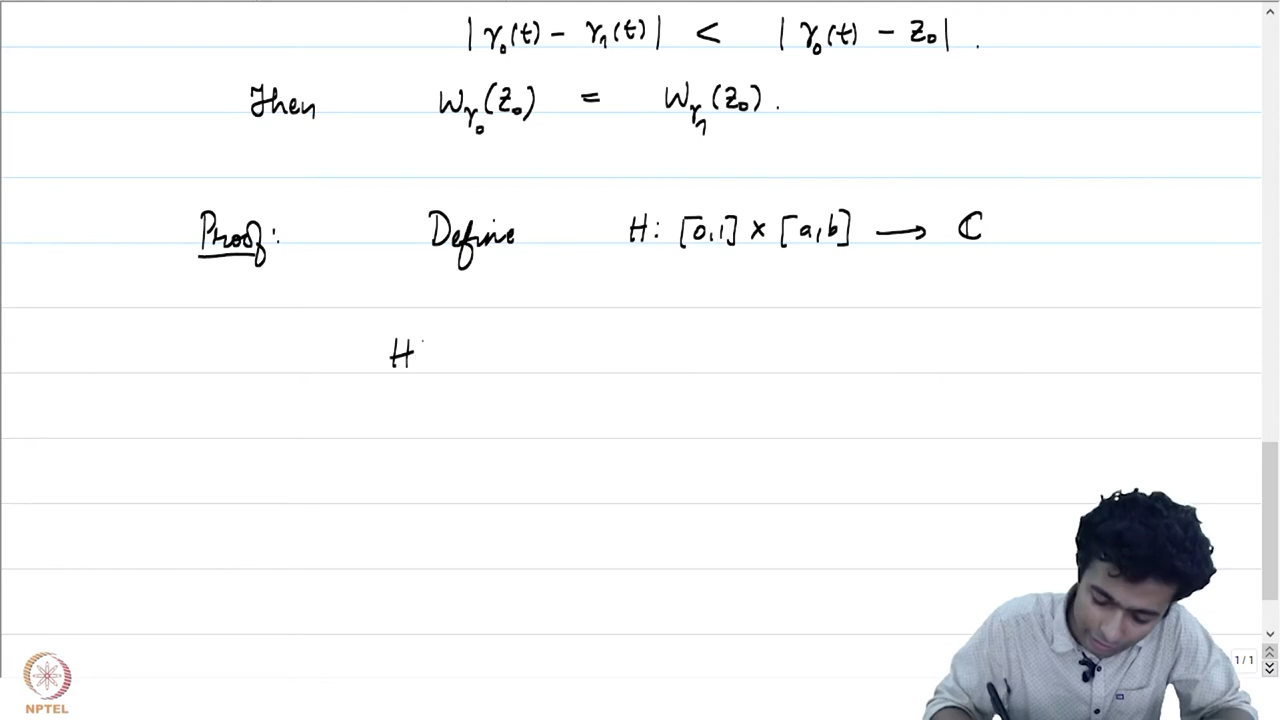 |γ₀(t) - γ₁(t)| < |γ₀(t) - z₀| .
Then W_γ₀(z₀) = W_γ₁(z₀) .
Proof: Define H: [0,1] × [a,b] ⟶ ℂ
H
1 / 1
NPTEL